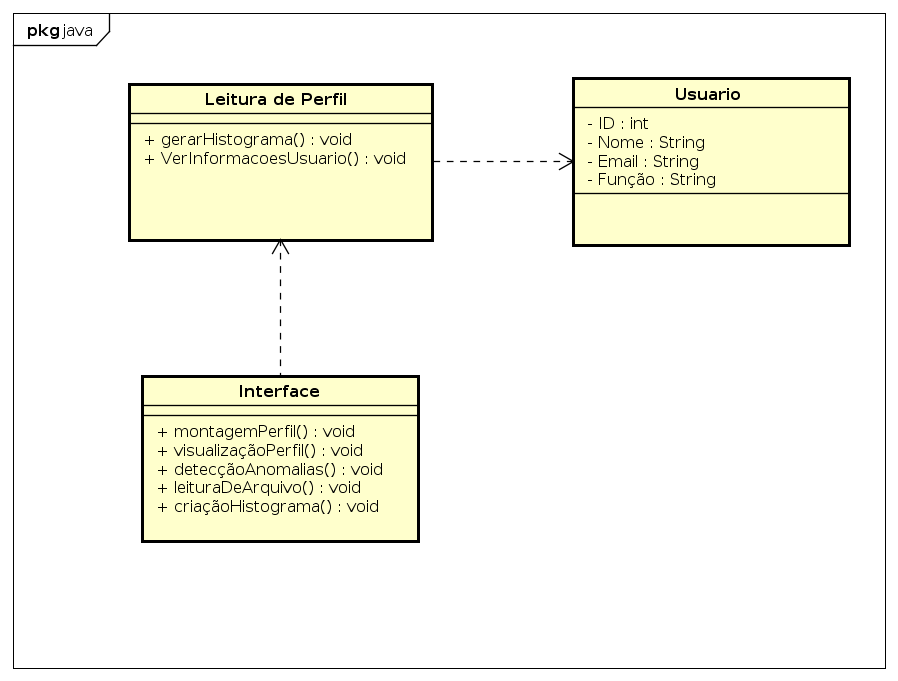 pkg java
Leitura de Perfil
+ gerarHistograma() : void
+ VerInformacoesUsuario() : void
Usuario
- ID : int
- Nome : String
- Email : String
- Função : String
Interface
+ montagemPerfil() : void
+ visualizaçãoPerfil() : void
+ detecçãoAnomalias() : void
+ leituraDeArquivo() : void
+ criaçãoHistograma() : void